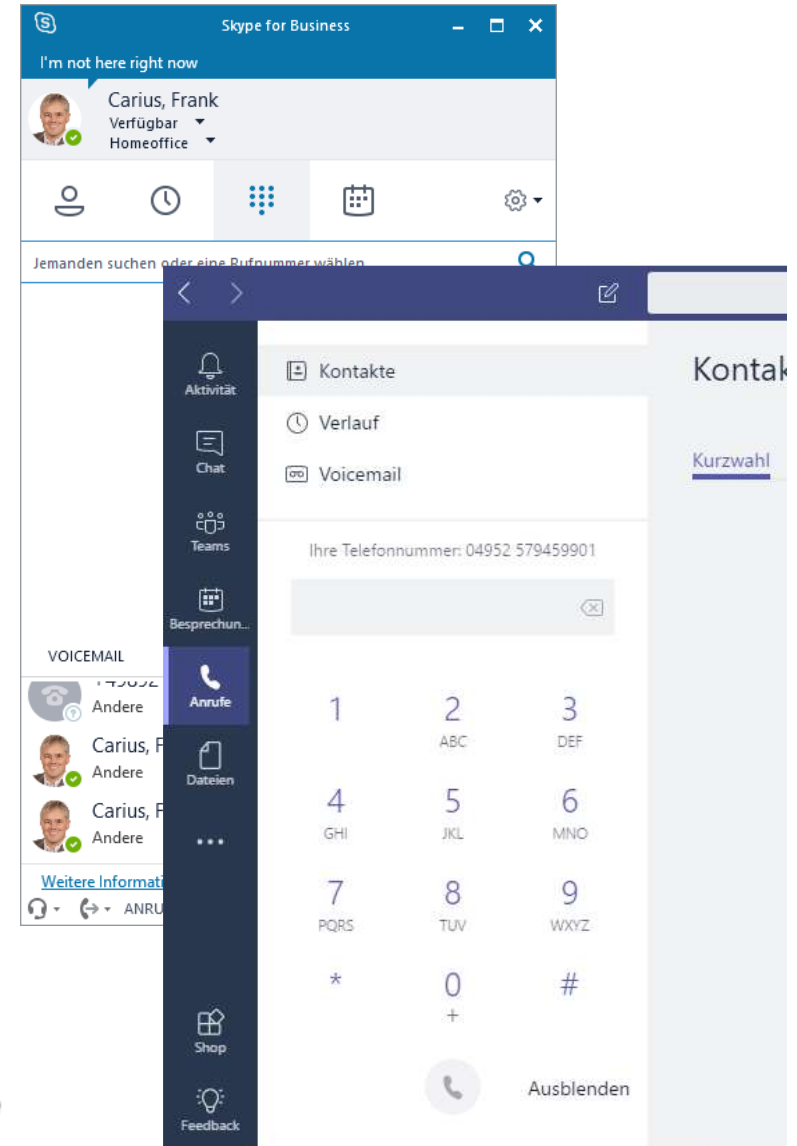 Skype for Business
I'm not here right now
Carius, Frank
Verfügbar
Homeoffice
Jemanden suchen oder eine Rufnummer wählen
VOICEMAIL
Andere
Carius, F
Andere
Carius, F
Andere
Weitere Informati
ANRU
Aktivität
Chat
Teams
Besprechun...
Anrufe
Dateien
Shop
Feedback
Kontakte
Verlauf
Voicemail
Ihre Telefonnummer: 04952 579459901
1 2 3
ABC DEF
4 5 6
GHI JKL MNO
7 8 9
PQRS TUV WXYZ
* 0 #
+
Ausblenden
Kontak
Kurzwahl